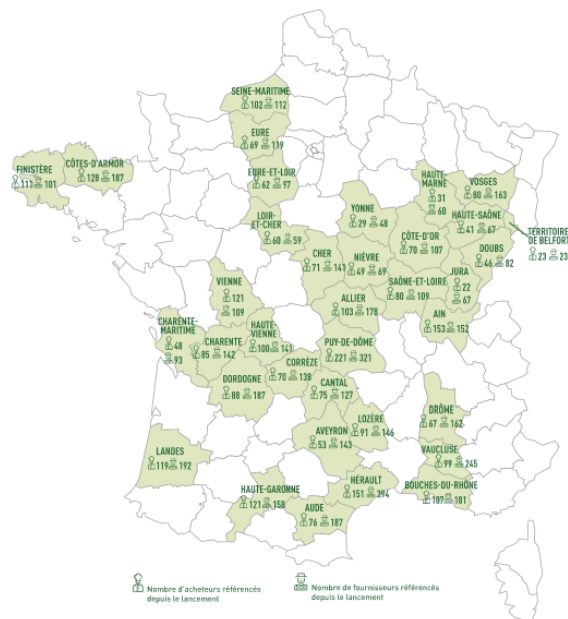 SEINE-MARITIME
102 112
EURE
69 119
FINISTÈRE
111 101
CÔTES-D'ARMOR
128 187
EURE-ET-LOIR
62 97
HAUTE-
MARNE
31
60
VOSGES
80 163
LOIR-
ET-CHER
60 59
YONNE
29 48
HAUTE-SAÔNE
41 67
TERRITOIRE
DE BELFORT
23 23
CÔTE-D'OR
70 107
DOUBS
46 82
CHER
71 141
NIÈVRE
49 69
SAÔNE-ET-LOIRE
80 109
JURA
22
67
VIENNE
121
109
ALLIER
103 178
AIN
153 152
CHARENTE-
MARITIME
48
93
CHARENTE
85 142
HAUTE-
VIENNE
100 141
PUY-DE-DÔME
221 321
CORRÈZE
70 138
DORDOGNE
88 187
CANTAL
75 127
DRÔME
67 162
LOZÈRE
91 146
AVEYRON
53 143
VAUCLUSE
99 245
LANDES
119 192
HÉRAULT
151 394
BOUCHES-DU-RHÔNE
187 181
HAUTE-GARONNE
121 158
AUDE
76 187
Nombre d'acheteurs référencés
depuis le lancement
Nombre de fournisseurs référencés
depuis le lancement